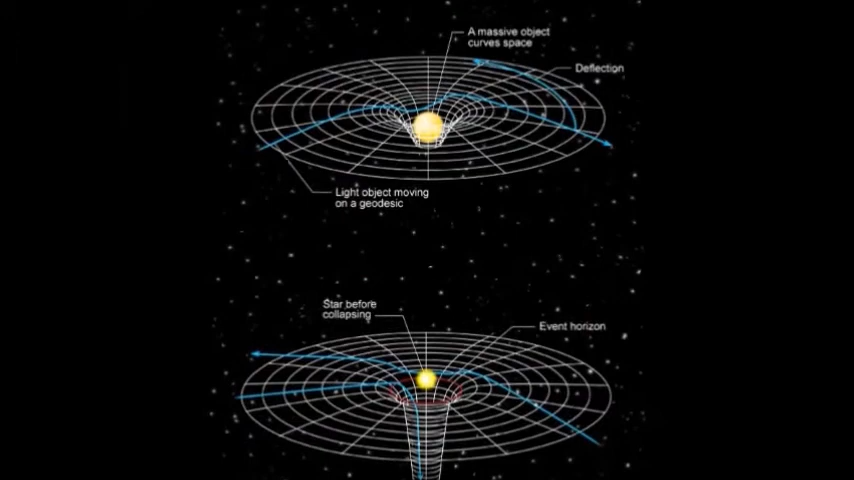 A massive object
curves space
Deflection
Light object moving
on a geodesic
Star before
collapsing
Event horizon